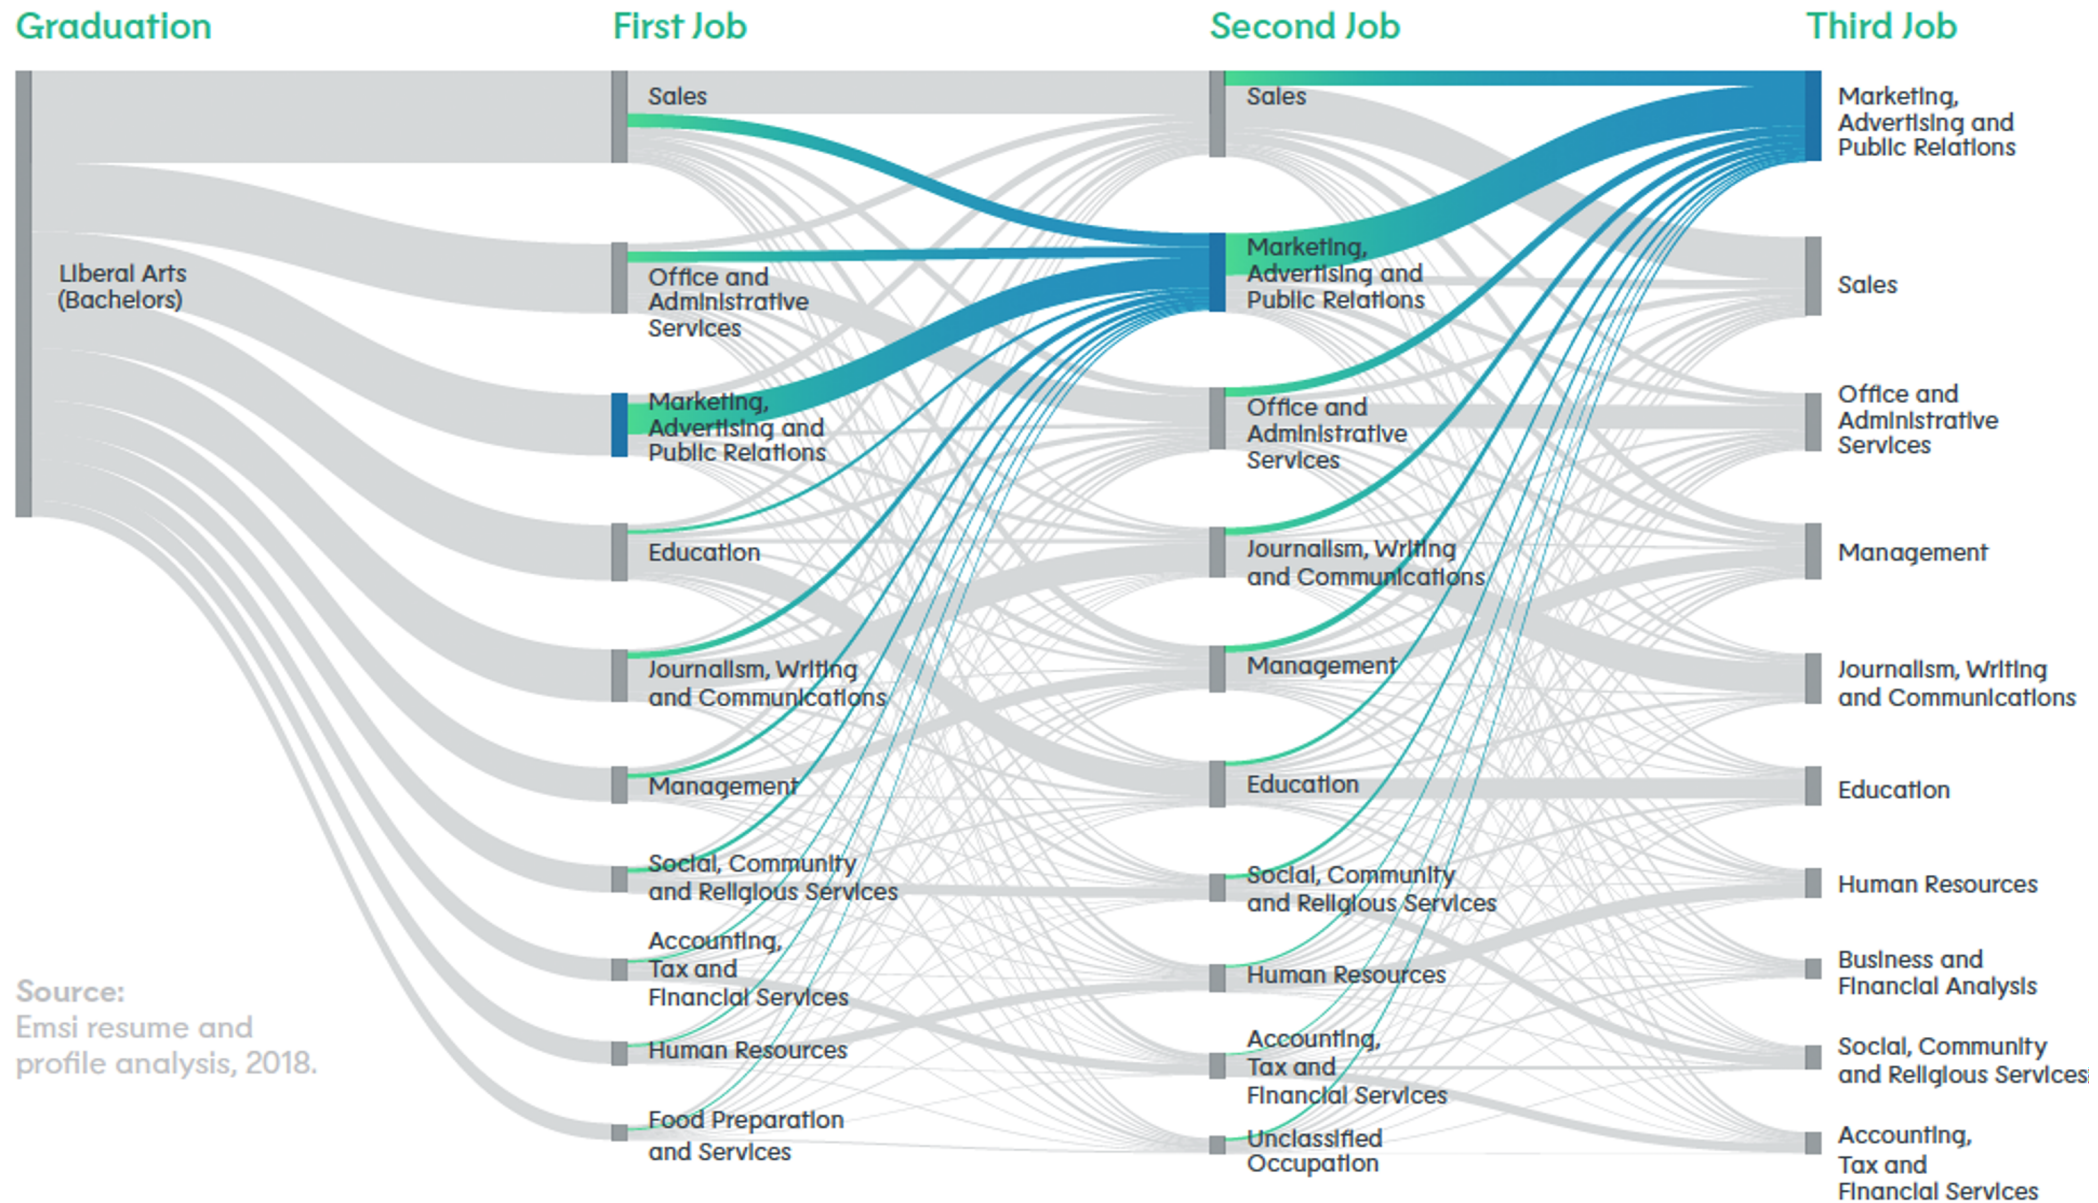 Graduation
First Job
Second Job
Third Job
Liberal Arts
(Bachelors)
Sales
Office and
Administrative
Services
Marketing,
Advertising and
Public Relations
Education
Journalism, Writing
and Communications
Management
Social, Community
and Religious Services
Accounting,
Tax and
Financial Services
Human Resources
Food Preparation
and Services
Sales
Marketing,
Advertising and
Public Relations
Office and
Administrative
Services
Journalism, Writing
and Communications
Management
Education
Social, Community
and Religious Services
Human Resources
Accounting,
Tax and
Financial Services
Unclassified
Occupation
Marketing,
Advertising and
Public Relations
Sales
Office and
Administrative
Services
Management
Journalism, Writing
and Communications
Education
Human Resources
Business and
Financial Analysis
Social, Community
and Religious Services
Accounting,
Tax and
Financial Services
Source:
Emsi resume and
profile analysis, 2018.